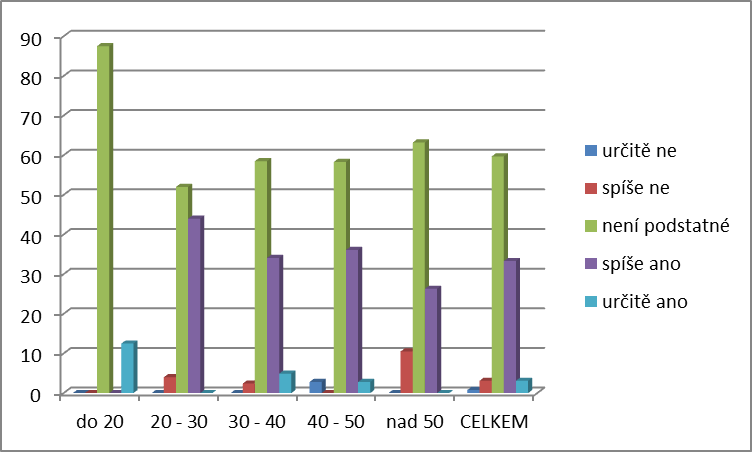 90
80
70
60
50
40
30
20
10
0
do 20
20 - 30
30 - 40
40 - 50
nad 50
CELKEM
určitě ne
spíše ne
není podstatné
spíše ano
určitě ano